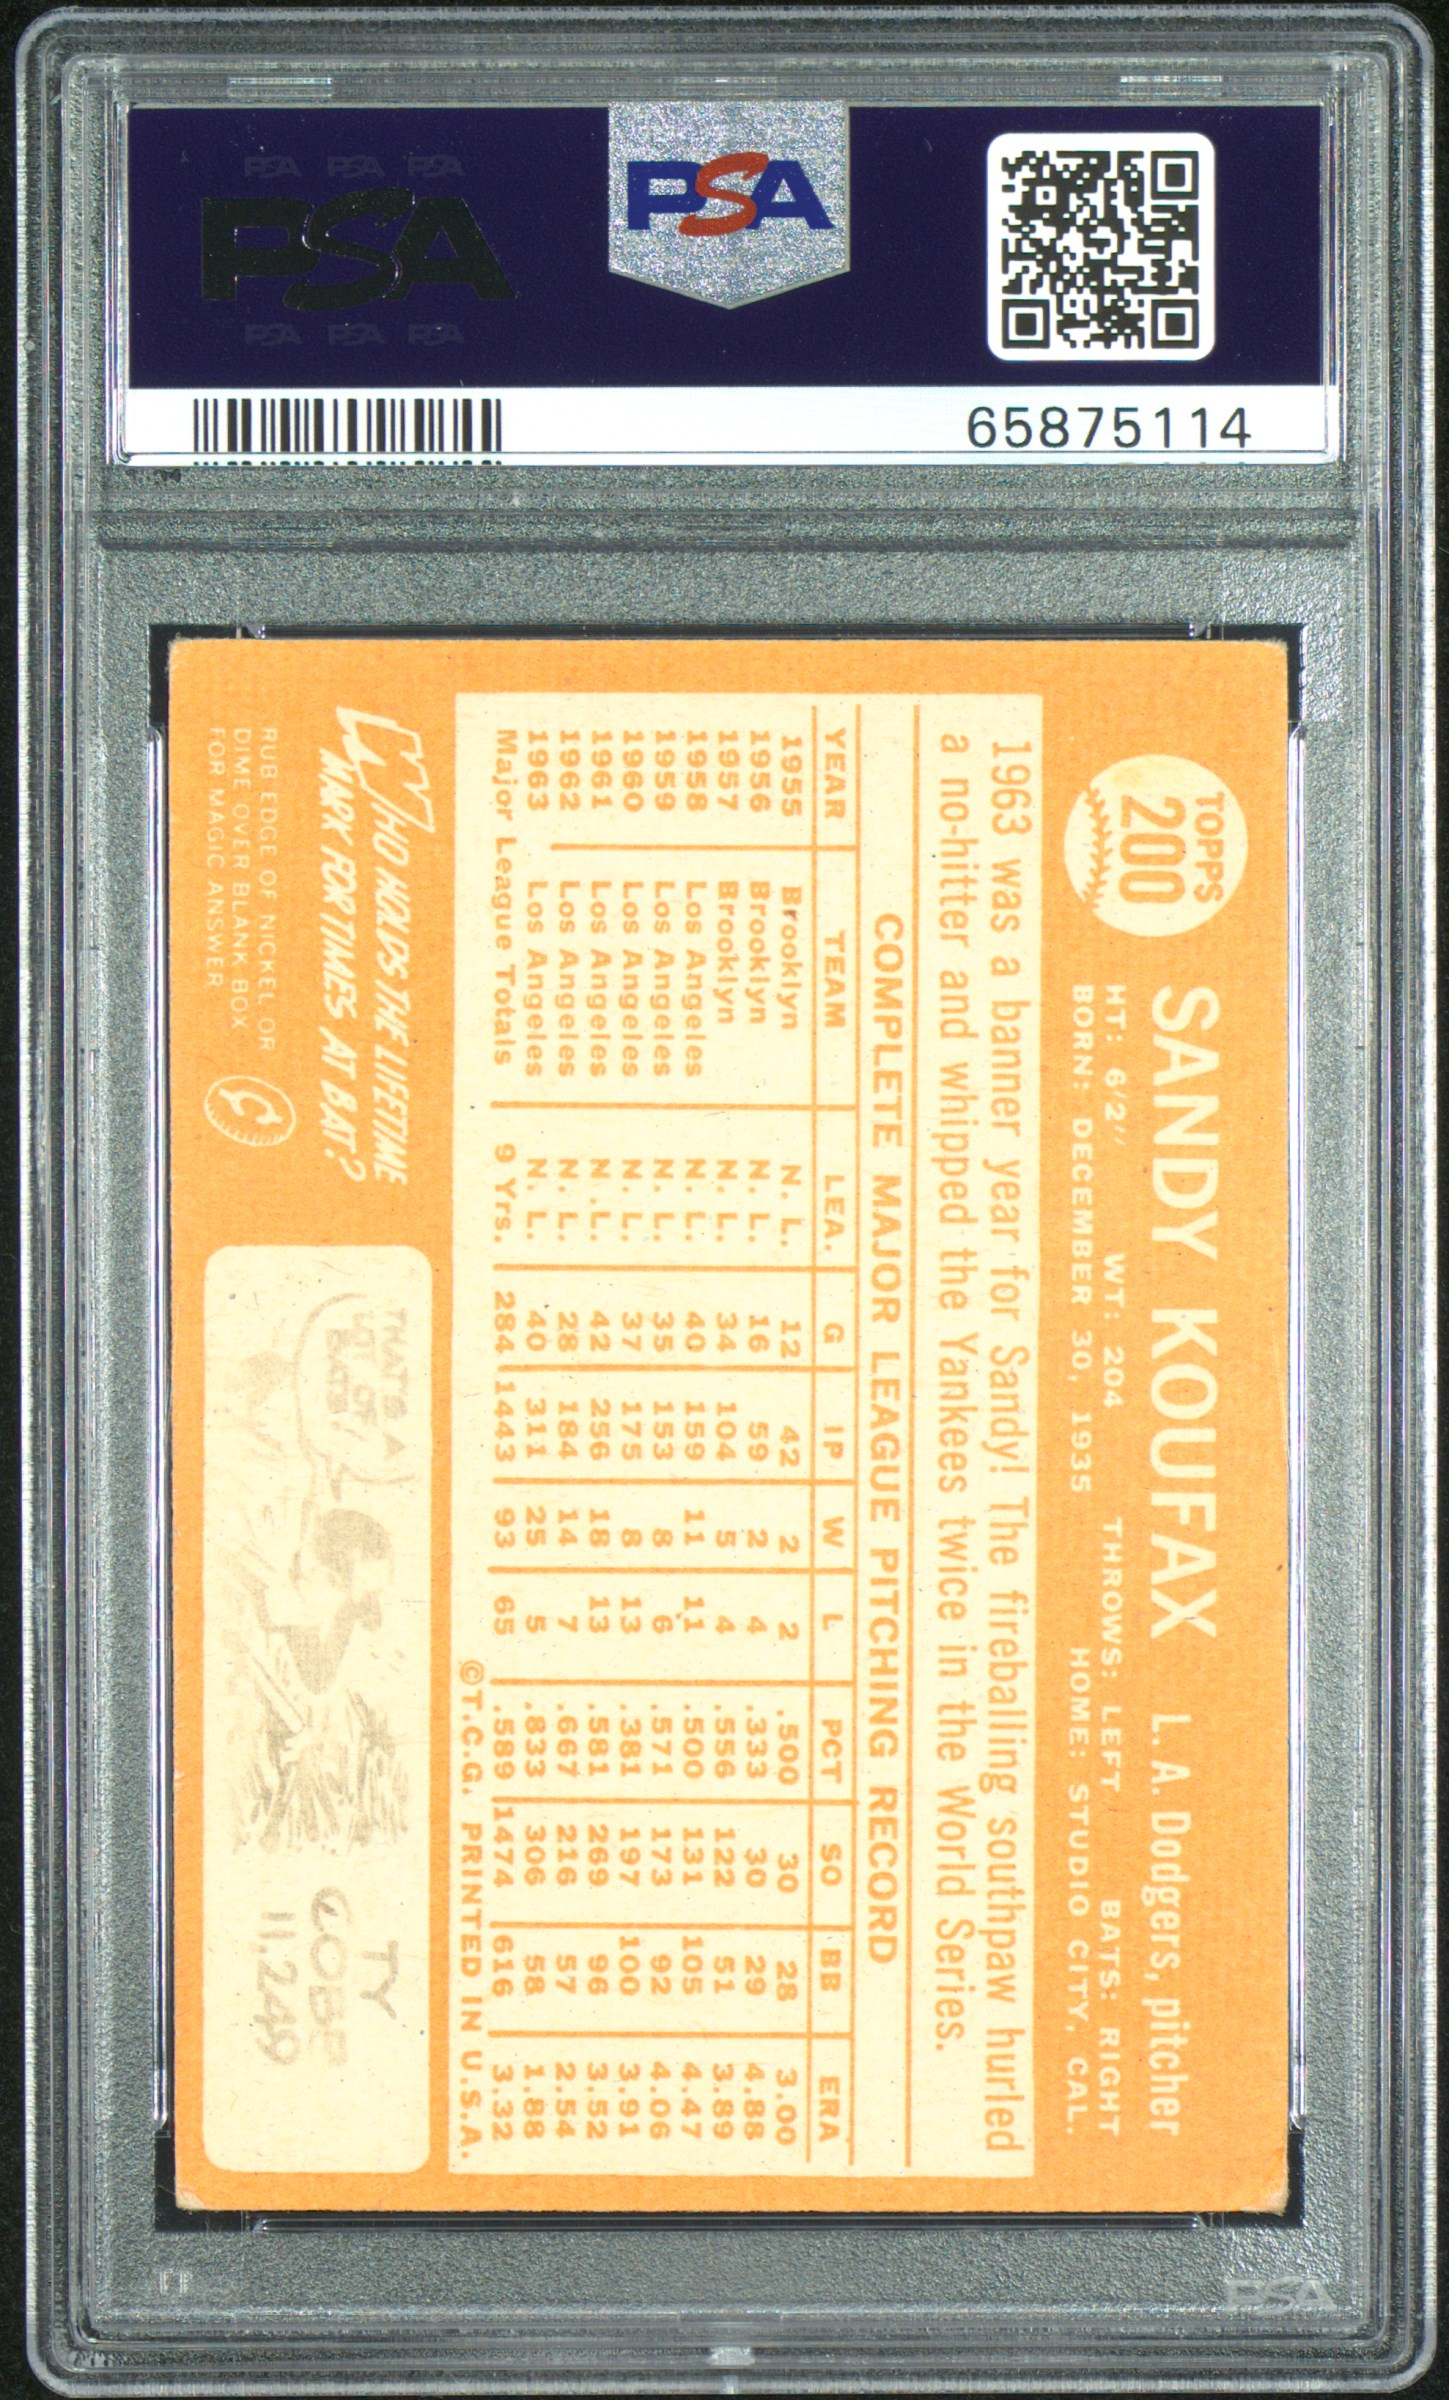 PSA PSA PSA
PSA
PSA PSA PSA
PSA
65875114
TOPPS
200
SANDY KOUFAX L. A. Dodgers, pitcher
HT: 6'2" WT: 204 THROWS: LEFT BATS: RIGHT
BORN: DECEMBER 30, 1935 HOME: STUDIO CITY, CAL.
1963 was a banner year for Sandy! The fireballing southpaw hurled
a no-hitter and whipped the Yankees twice in the World Series.
COMPLETE MAJOR LEAGUE PITCHING RECORD
YEAR TEAM LEA. G IP W L PCT SO BB ERA
1955 Brooklyn N. L. 12 42 2 2 .500 30 28 3.00
1956 Brooklyn N. L. 16 59 2 4 .333 30 29 4.88
1957 Brooklyn N. L. 34 104 5 4 .556 122 51 3.89
1958 Los Angeles N. L. 40 159 11 11 .500 131 105 4.47
1959 Los Angeles N. L. 35 153 8 6 .571 173 92 4.06
1960 Los Angeles N. L. 37 175 8 13 .381 197 100 3.91
1961 Los Angeles N. L. 42 256 18 13 .581 269 96 3.52
1962 Los Angeles N. L. 28 184 14 7 .667 216 57 2.54
1963 Los Angeles N. L. 40 311 25 5 .833 306 58 1.88
Major League Totals 9 Yrs. 284 1443 93 65 .589 1474 616 3.32
©T.C.G. PRINTED IN U.S.A.
WHO HOLDS THE LIFETIME
MARK FOR TIMES AT BAT?
RUB EDGE OF NICKEL OR
DIME OVER BLANK BOX
FOR MAGIC ANSWER
THAT'S A
LOT OF
TY
COBB
11,249
PSA